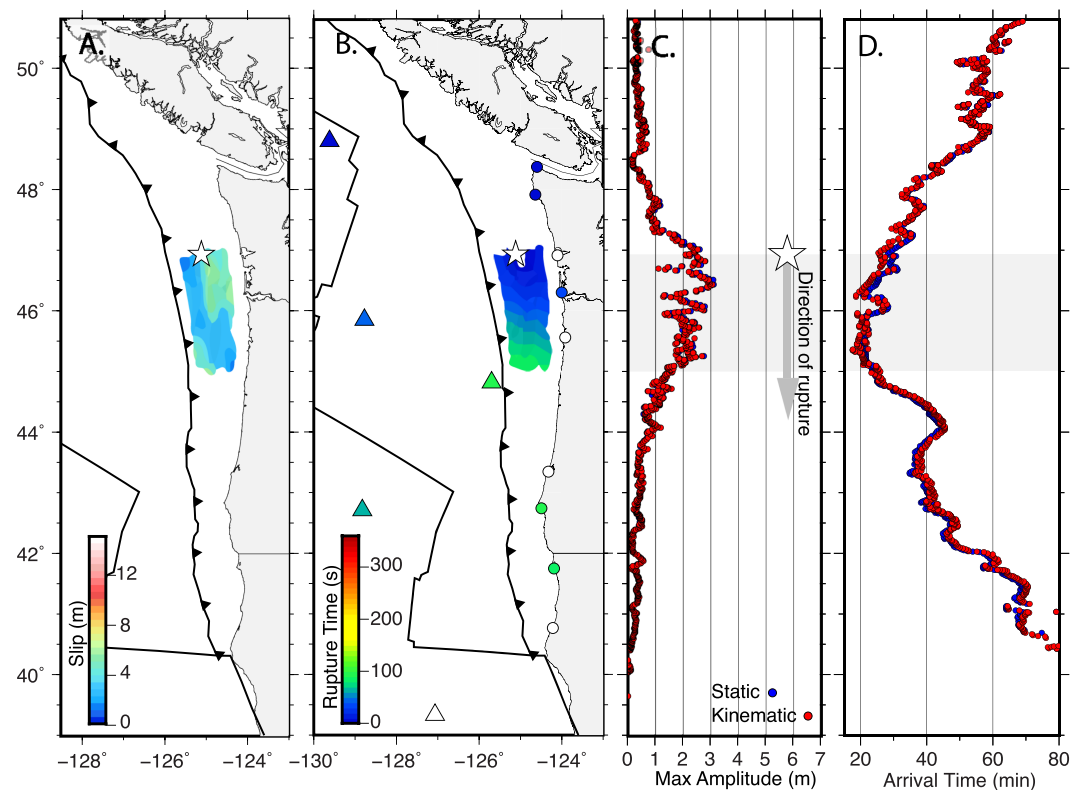 A.
B.
C.
D.
50°
48°
46°
44°
42°
40°
Slip (m)
12
8
4
0
Rupture Time (s)
300
200
100
0
Direction of rupture
Static
Kinematic
−128°
−126°
−124°
−130°
−128°
−126°
−124°
0 1 2 3 4 5 6 7
20 40 60 80
Max Amplitude (m)
Arrival Time (min)